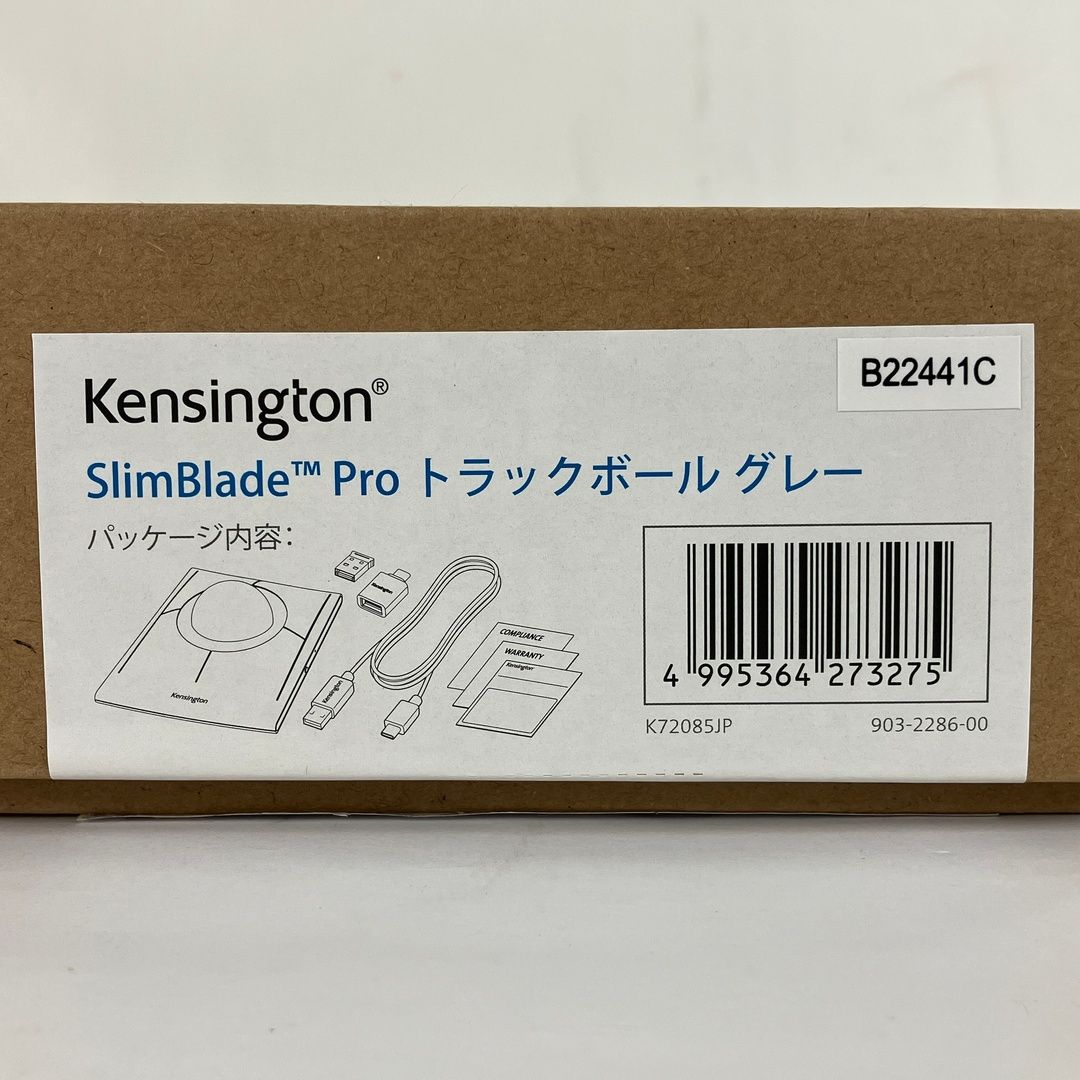 B22441C
Kensington®
SlimBlade™ Pro トラックボール グレー
パッケージ内容:
Kensington
Kensington
Kensington
COMPLIANCE
WARRANTY
Kensington
4 995364 273275
K72085JP
903-2286-00